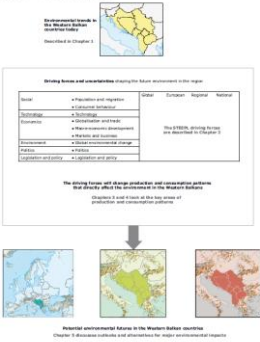 Environmental trends in
the Western Balkan
countries today
Described in Chapter 1
Driving forces and uncertainties shaping the future environment in the region
Global European Regional National
Social
• Population and migration
• Consumer behaviour
Technology
• Technology
Economics
• Globalisation and trade
• Macro-economic development
• Markets and business
Environment
• Global environmental change
Politics
• Politics
Legislation and policy
• Legislation and policy
The STEEPL driving forces
are described in Chapter 2
The driving forces will change production and consumption patterns
that directly affect the environment in the Western Balkans
Chapters 3 and 4 look at the key areas of
production and consumption patterns
Potential environmental futures in the Western Balkan countries
Chapter 5 discusses outlooks and alternatives for major environmental impacts